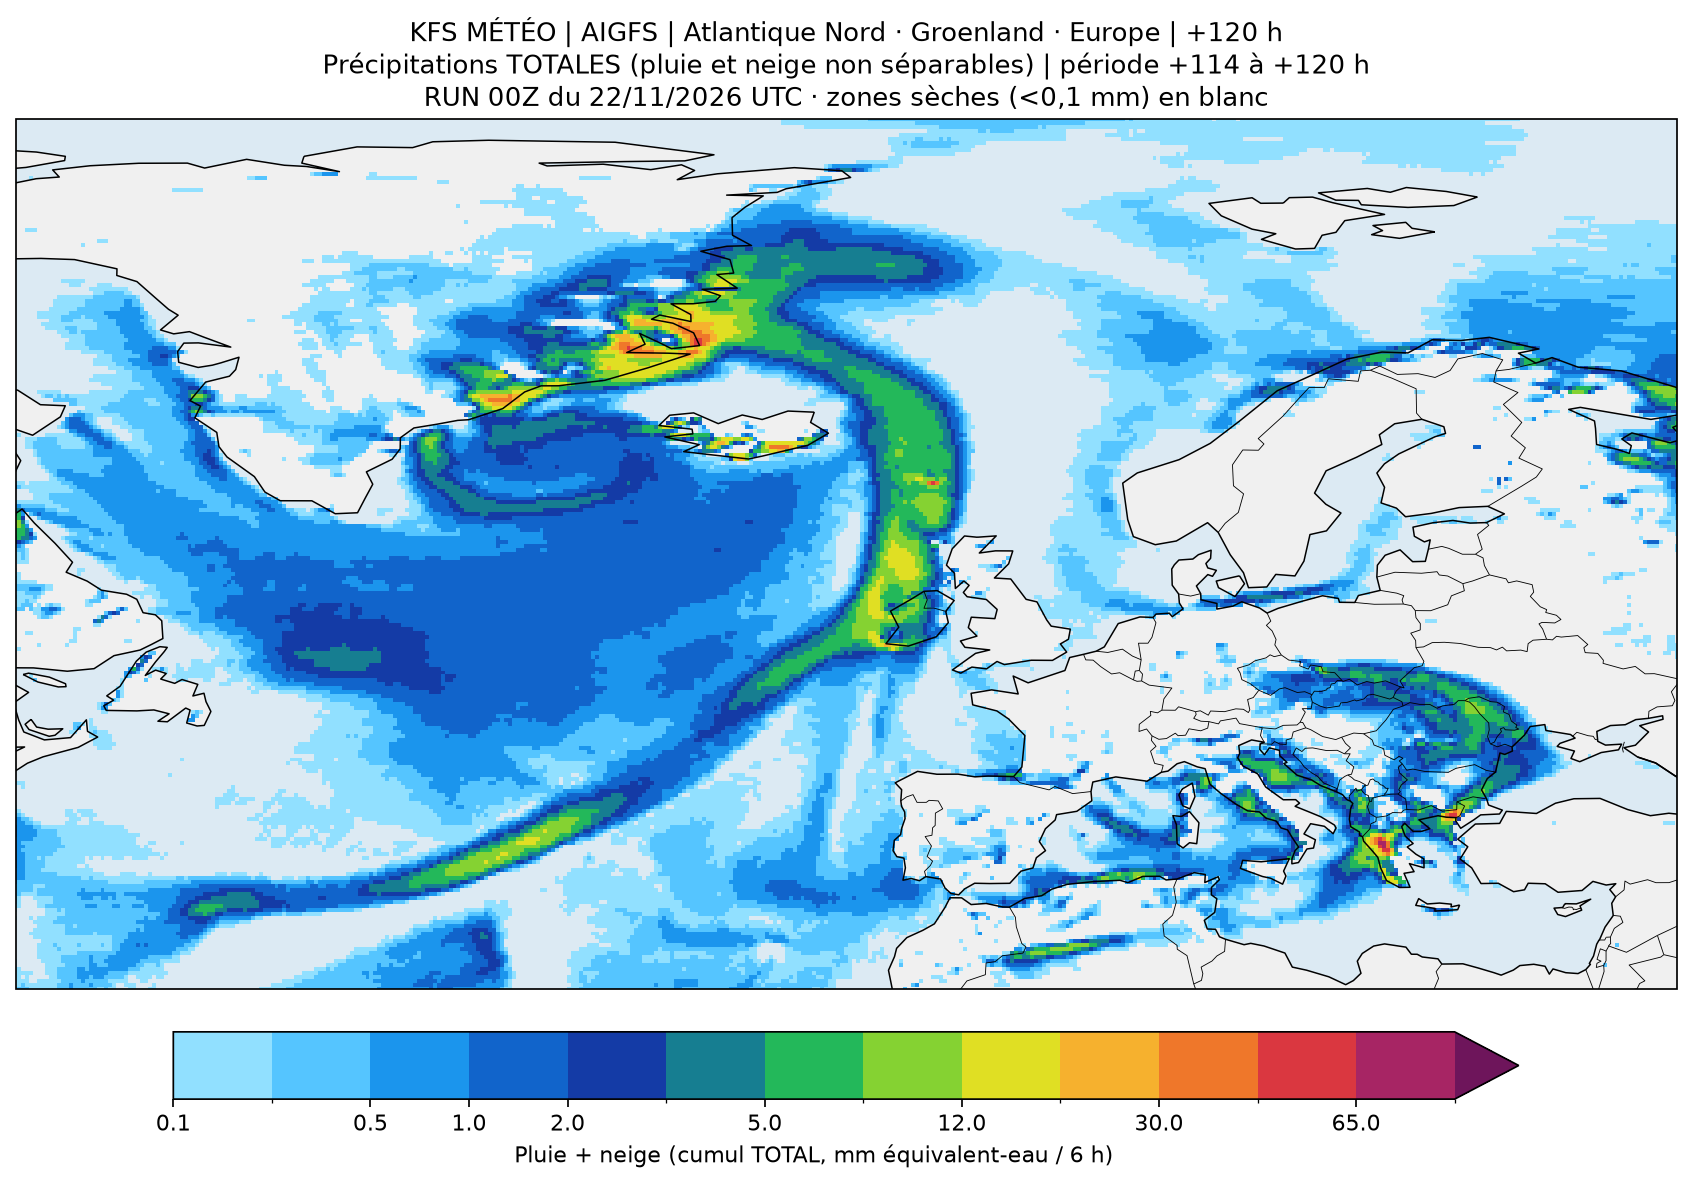 KFS MÉTÉO | AIGFS | Atlantique Nord · Groenland · Europe | +120 h
Précipitations TOTALES (pluie et neige non séparables) | période +114 à +120 h
RUN 00Z du 22/11/2026 UTC · zones sèches (<0,1 mm) en blanc
0.1 0.5 1.0 2.0 5.0 12.0 30.0 65.0
Pluie + neige (cumul TOTAL, mm équivalent-eau / 6 h)